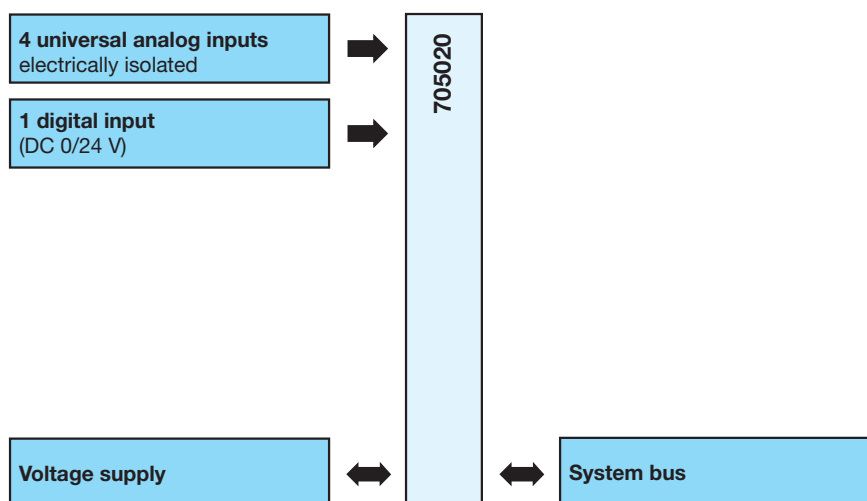 4 universal analog inputs
electrically isolated
705020
1 digital input
(DC 0/24 V)
Voltage supply
System bus